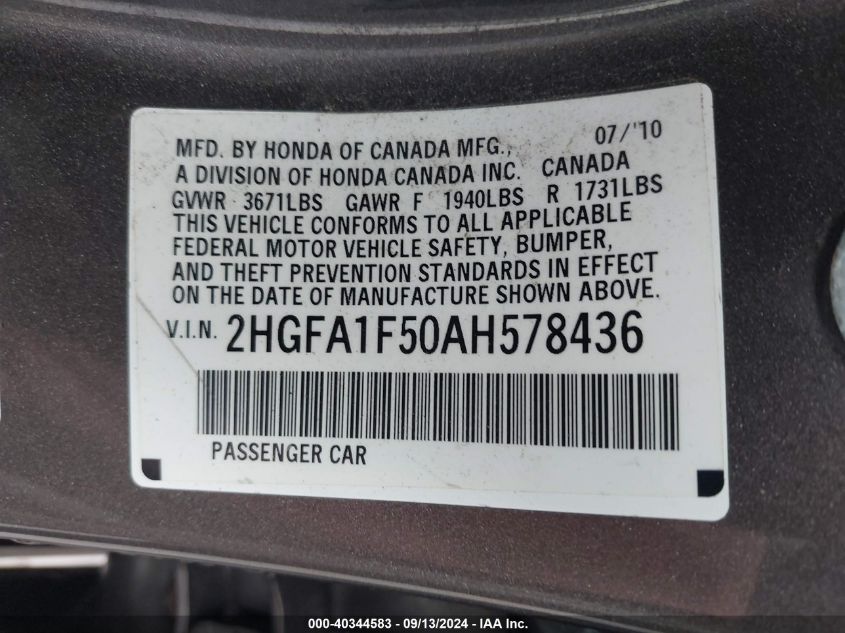 07/'10
MFD. BY HONDA OF CANADA MFG.,
A DIVISION OF HONDA CANADA INC. CANADA
GVWR 3671LBS GAWR F 1940LBS R 1731LBS
THIS VEHICLE CONFORMS TO ALL APPLICABLE
FEDERAL MOTOR VEHICLE SAFETY, BUMPER,
AND THEFT PREVENTION STANDARDS IN EFFECT
ON THE DATE OF MANUFACTURE SHOWN ABOVE.
V.I.N. 2HGFA1F50AH578436
PASSENGER CAR
000-40344583 - 09/13/2024 - IAA Inc.